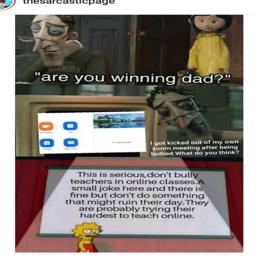 thesarcasticpage
"are you winning dad?"
I got kicked out of my own
zoom meeting after being
bullied.What do you think?
This is serious,don't bully
teachers in online classes.A
small joke here and there is
fine but don't do something
that might ruin their day.They
are probably trying their
hardest to teach online.